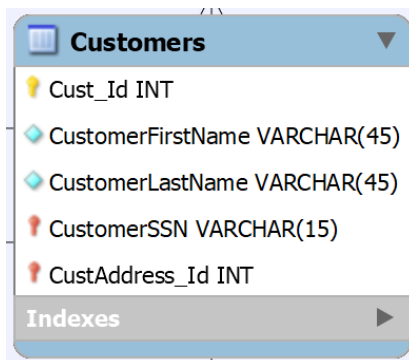 Customers
Cust_Id INT
CustomerFirstName VARCHAR(45)
CustomerLastName VARCHAR(45)
CustomerSSN VARCHAR(15)
CustAddress_Id INT
Indexes